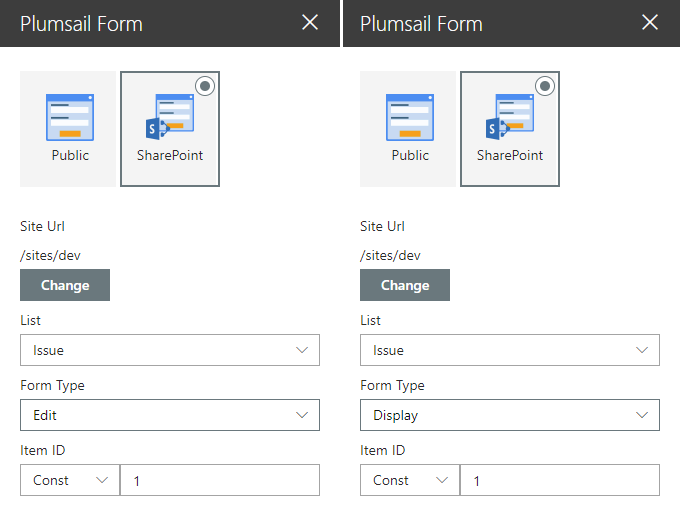 Plumsail Form
Public
SharePoint
Site Url
/sites/dev
Change
List
Issue
Form Type
Edit
Item ID
Const 1
Plumsail Form
Public
SharePoint
Site Url
/sites/dev
Change
List
Issue
Form Type
Display
Item ID
Const 1